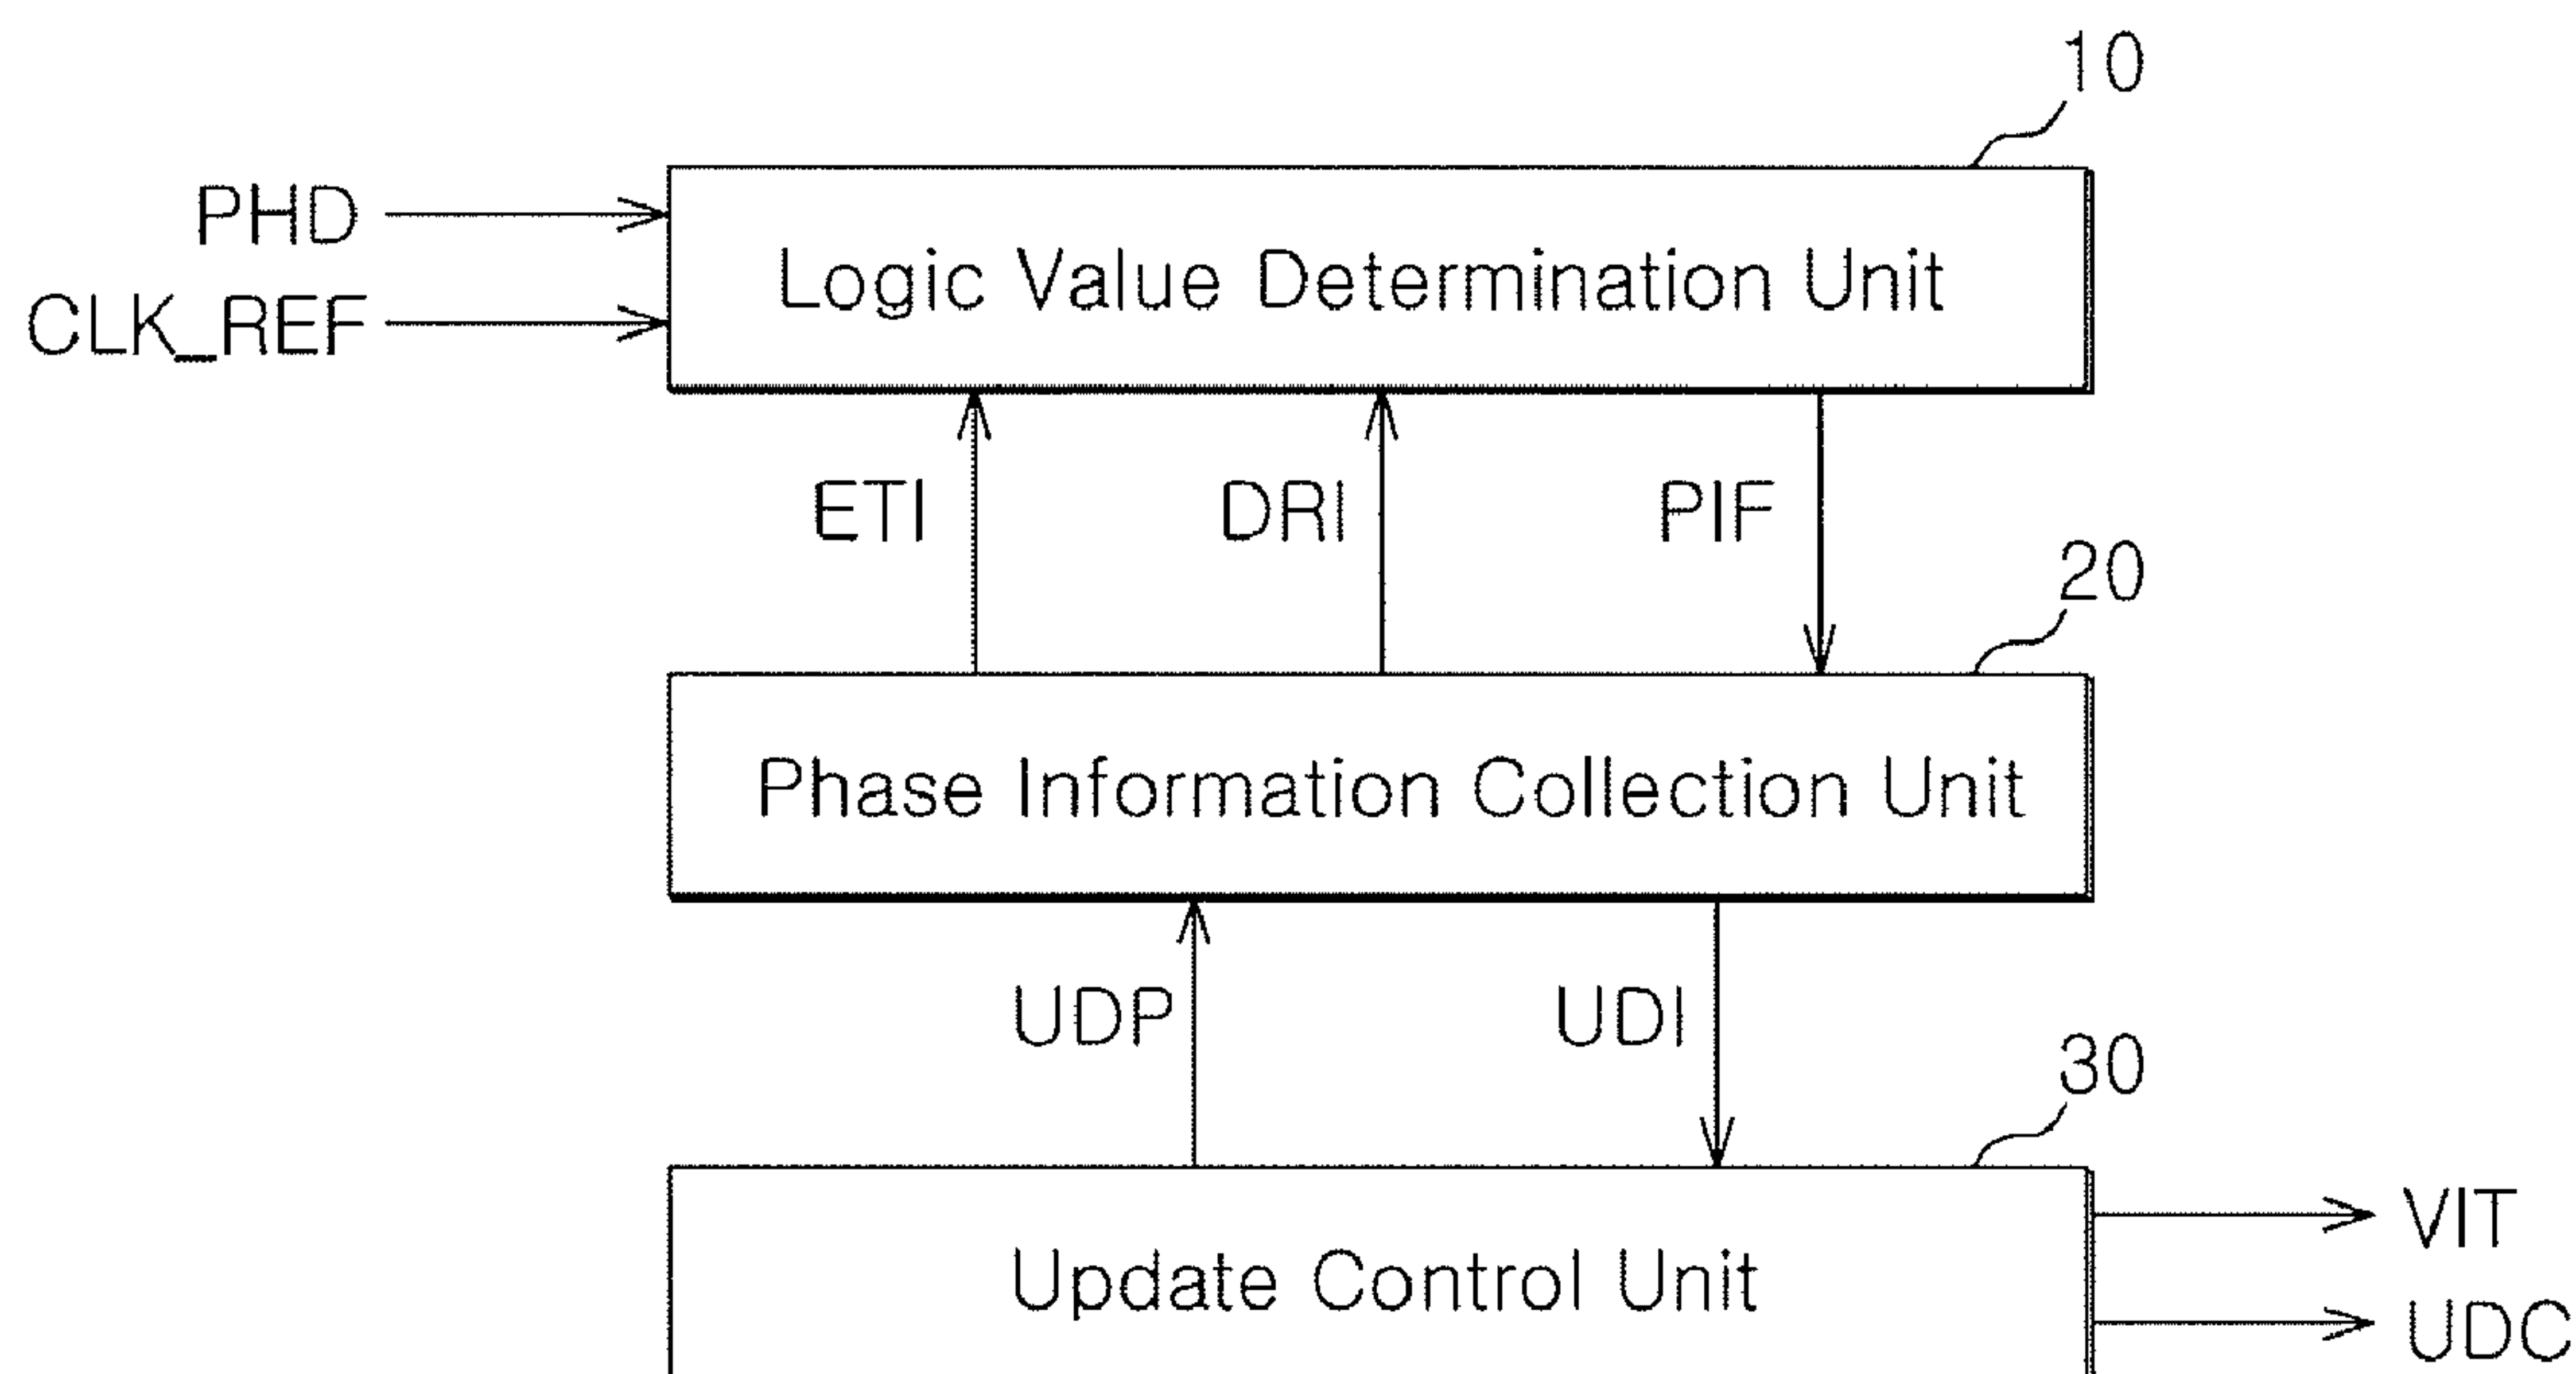 10
PHD
Logic Value Determination Unit
CLK_REF
ETI
DRI
PIF
20
Phase Information Collection Unit
UDP
UDI
30
VIT
Update Control Unit
UDC